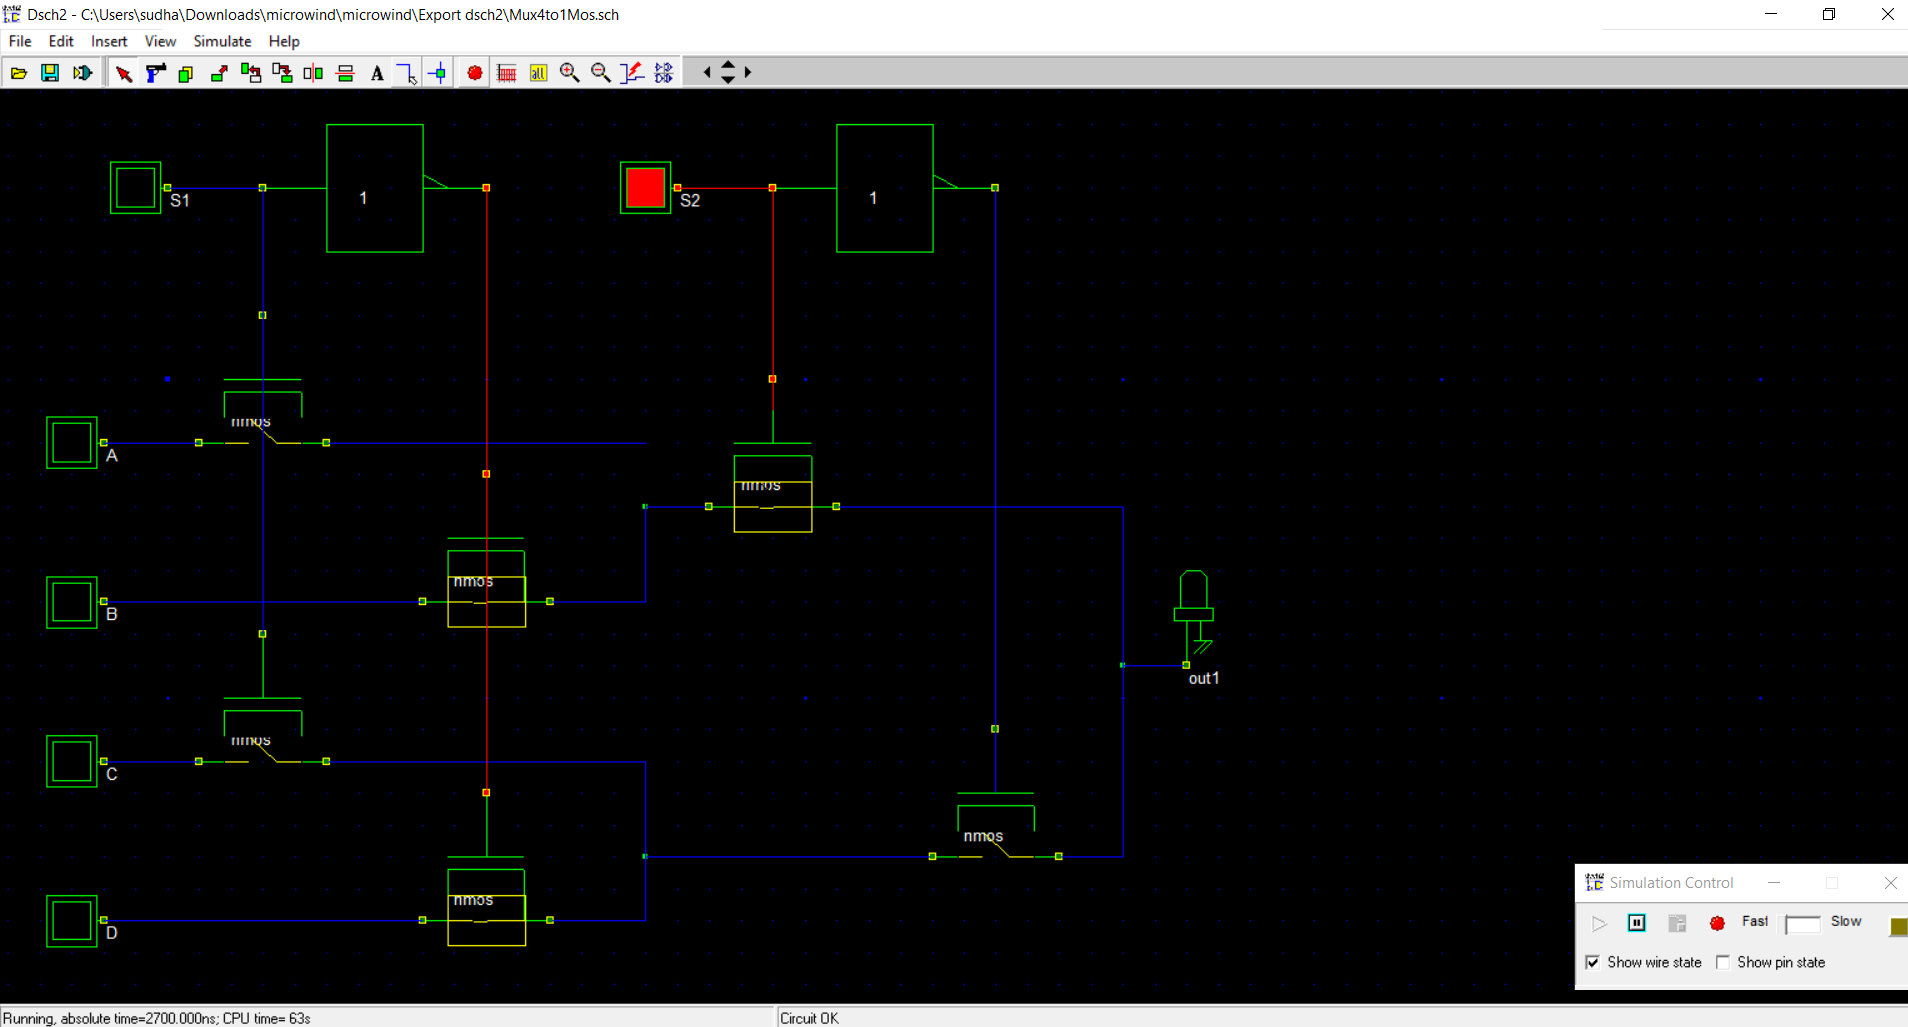 Dsch2 - C:\Users\sudha\Downloads\microwind\microwind\Export dsch2\Mux4to1Mos.sch
File Edit Insert View Simulate Help
A all
1 1
S1 S2
nmos
A
nmos
nmos
B
out1
nmos
C
nmos
nmos
D
Simulation Control
Fast Slow
Show wire state Show pin state
Running, absolute time=2700.000ns; CPU time= 63s Circuit OK